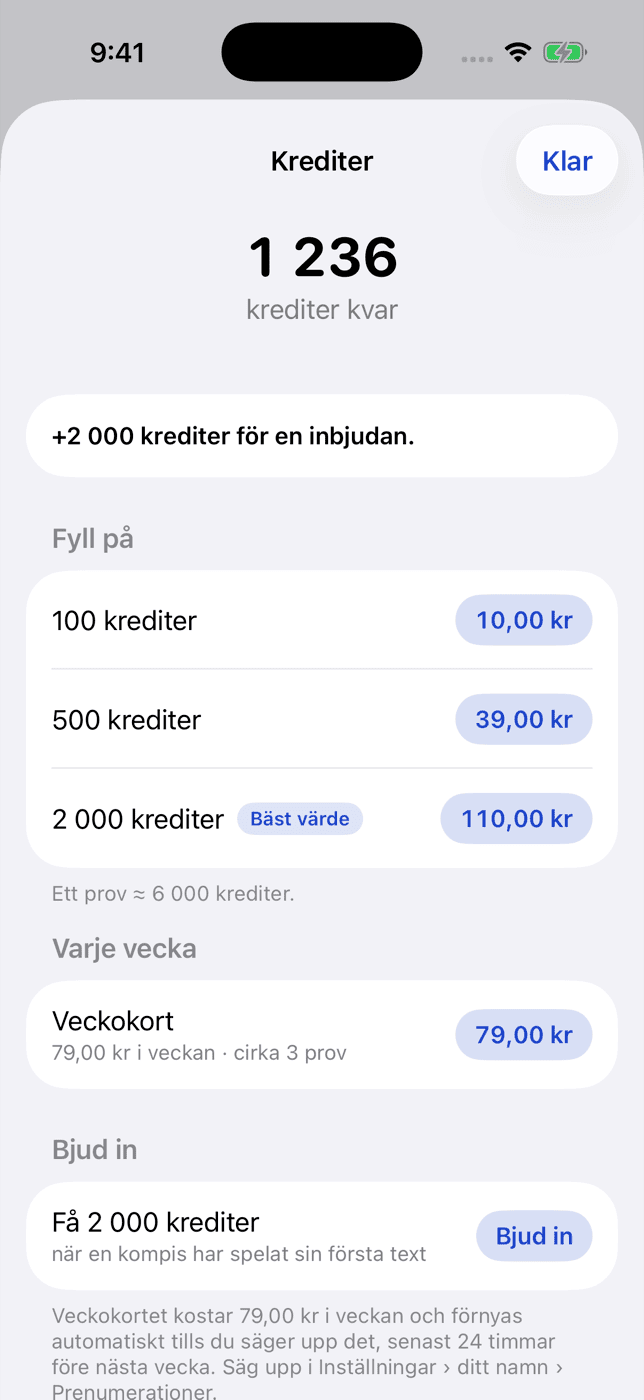 9:41
Krediter
Klar
1 236
krediter kvar
+2 000 krediter för en inbjudan.
Fyll på
100 krediter
10,00 kr
500 krediter
39,00 kr
2 000 krediter
Bäst värde
110,00 kr
Ett prov ≈ 6 000 krediter.
Varje vecka
Veckokort
79,00 kr i veckan · cirka 3 prov
79,00 kr
Bjud in
Få 2 000 krediter
när en kompis har spelat sin första text
Bjud in
Veckokortet kostar 79,00 kr i veckan och förnyas
automatiskt tills du säger upp det, senast 24 timmar
före nästa vecka. Säg upp i Inställningar › ditt namn ›
Prenumerationer.